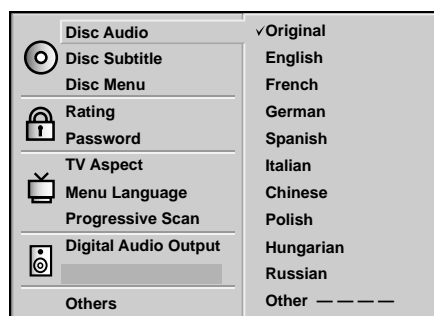 Disc Audio
Disc Subtitle
Disc Menu
Rating
Password
TV Aspect
Menu Language
Progressive Scan
Digital Audio Output
Others
✓Original
English
French
German
Spanish
Italian
Chinese
Polish
Hungarian
Russian
Other — — — —